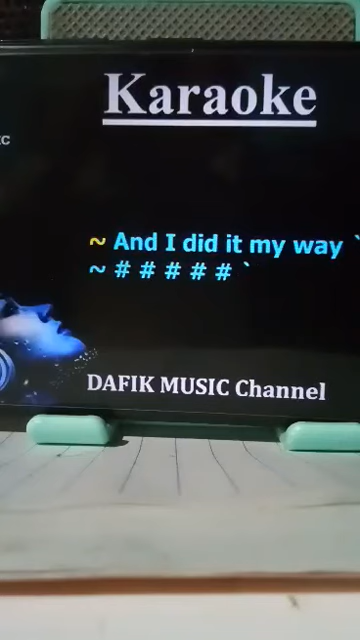 Karaoke
~ And I did it my way `
~ # # # # # `
DAFIK MUSIC Channel